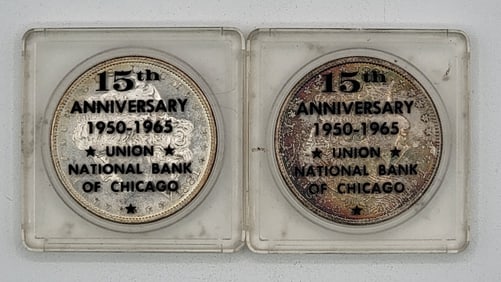 15th
ANNIVERSARY
1950-1965
★ UNION ★
NATIONAL BANK
OF CHICAGO
★
15th
ANNIVERSARY
1950-1965
★ UNION ★
NATIONAL BANK
OF CHICAGO
★